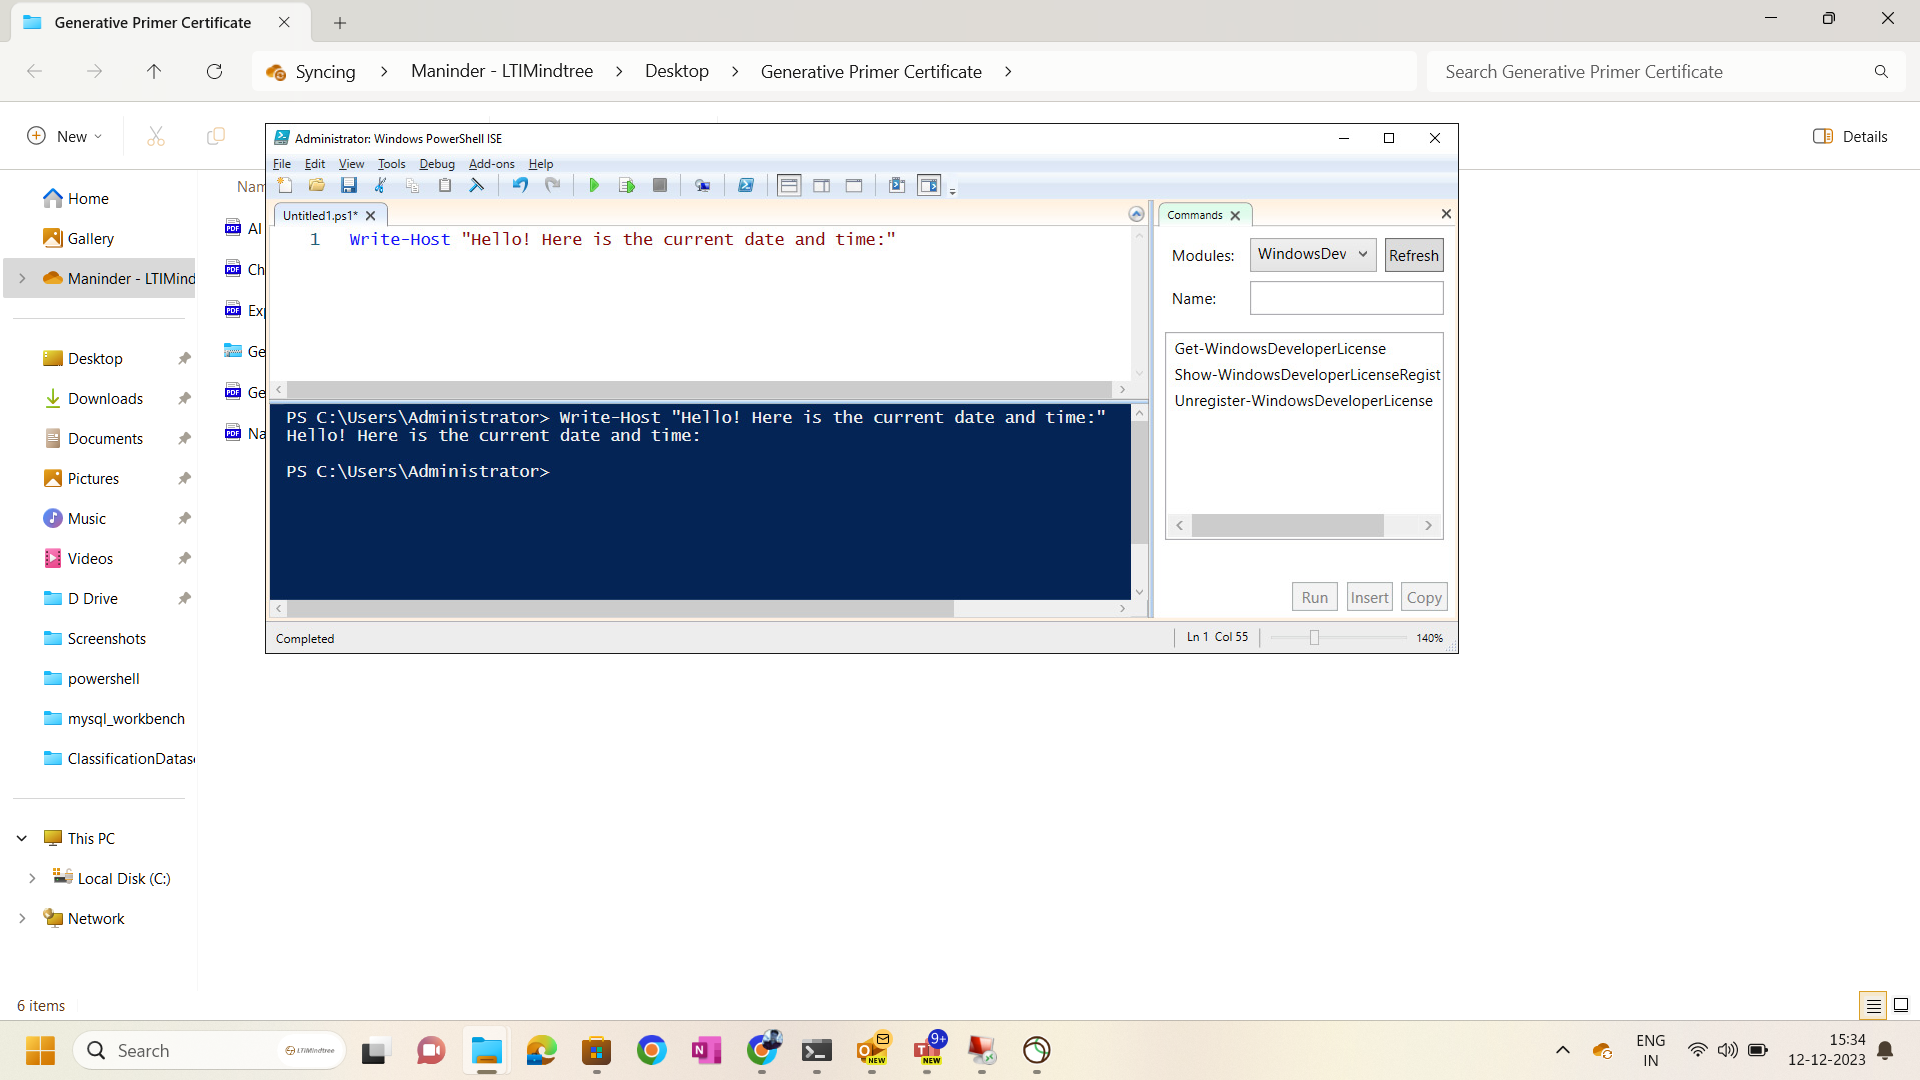 Generative Primer Certificate
Syncing > Maninder - LTIMindtree > Desktop > Generative Primer Certificate >
Search Generative Primer Certificate
New
Details
Nam
AI
Ch
Exp
Ge
Ge
Na
Home
Gallery
Maninder - LTIMind
Desktop
Downloads
Documents
Pictures
Music
Videos
D Drive
Screenshots
powershell
mysql_workbench
ClassificationDatas
This PC
Local Disk (C:)
Network
6 items
Administrator: Windows PowerShell ISE
File Edit View Tools Debug Add-ons Help
Untitled1.ps1*
1 Write-Host "Hello! Here is the current date and time:"
PS C:\Users\Administrator> Write-Host "Hello! Here is the current date and time:"
Hello! Here is the current date and time:
PS C:\Users\Administrator>
Commands
Modules: WindowsDev Refresh
Name:
Get-WindowsDeveloperLicense
Show-WindowsDeveloperLicenseRegist
Unregister-WindowsDeveloperLicense
Run Insert Copy
Completed
Ln 1 Col 55
140%
Search
LTIMindtree
NEW
9+
NEW
ENG
IN
15:34
12-12-2023